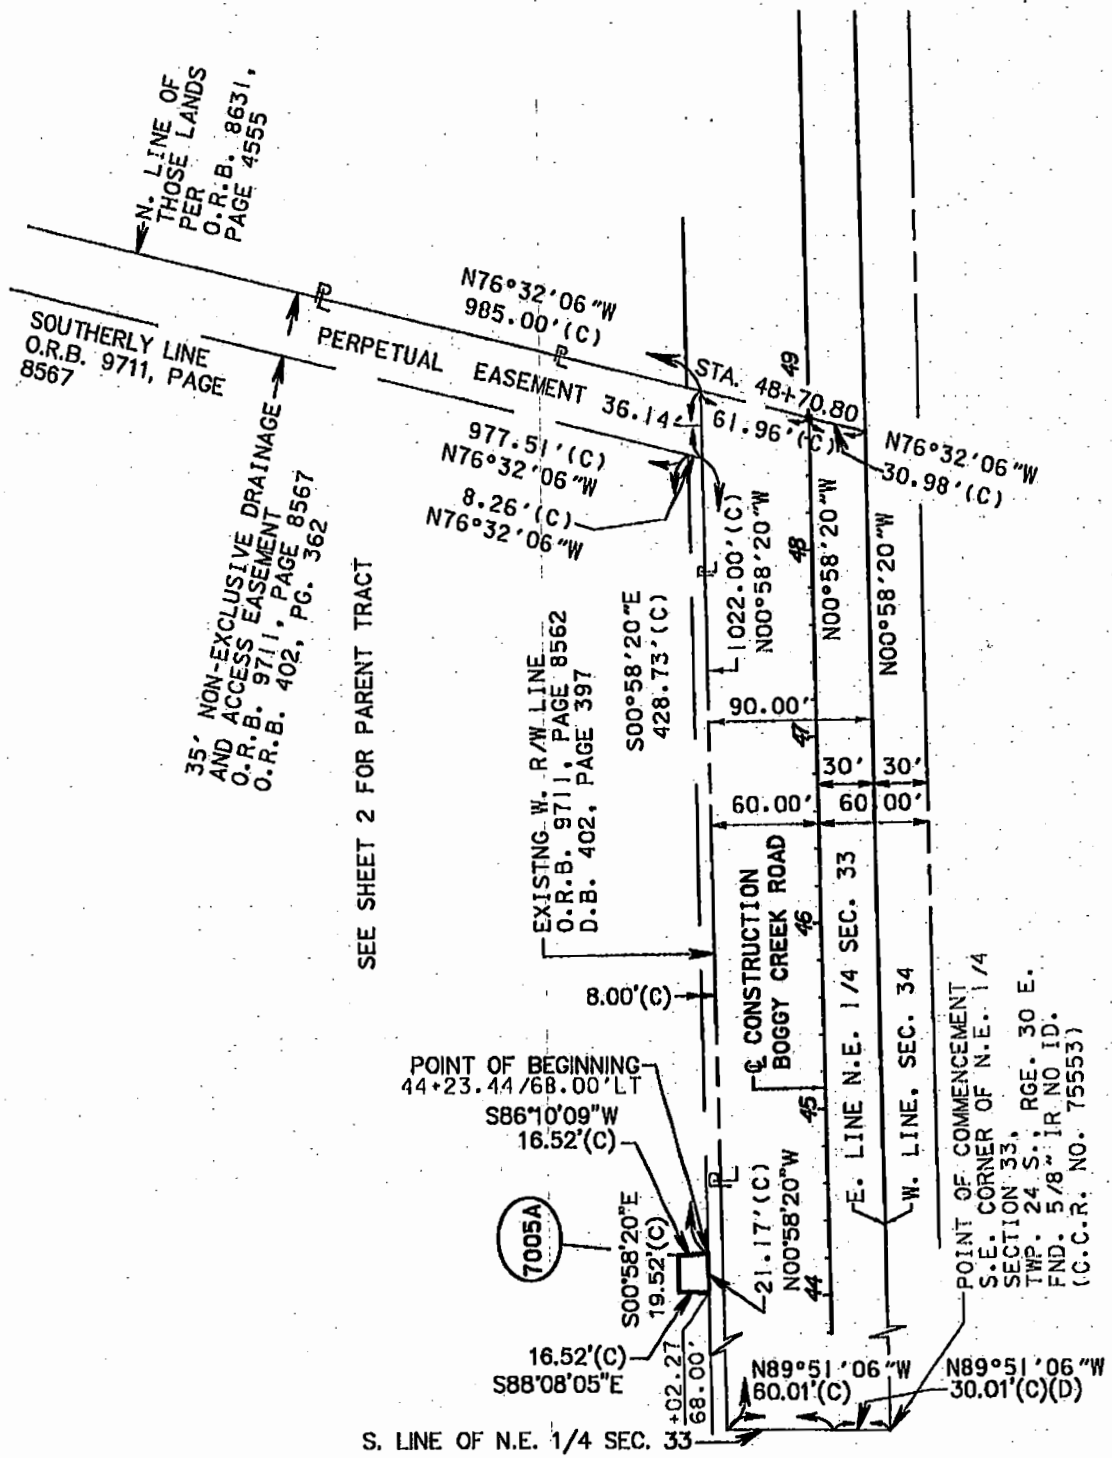 N. LINE OF
THOSE LANDS
PER
O.R.B. 8631,
PAGE 4555
N76°32'06"W
985.00'(C)
SOUTHERLY LINE
O.R.B. 9711, PAGE
8567
PERPETUAL EASEMENT
36.14'
STA. 48+70.80
61.96'(C)
49
N76°32'06"W
30.98'(C)
977.51'(C)
N76°32'06"W
8.26'(C)
N76°32'06"W
35' NON-EXCLUSIVE DRAINAGE
AND ACCESS EASEMENT
O.R.B. 9711, PAGE 8567
O.R.B. 402, PG. 362
SEE SHEET 2 FOR PARENT TRACT
EXISTNG W. R/W LINE
O.R.B. 9711, PAGE 8562
D.B. 402, PAGE 397
S00°58'20"E
428.73'(C)
1022.00'(C)
N00°58'20"W
48
N00°58'20"W
N00°58'20"W
90.00'
47
30'
30'
60.00'
60.00'
℄ CONSTRUCTION
BOGGY CREEK ROAD
46
E. LINE N.E. 1/4 SEC. 33
W. LINE, SEC. 34
8.00'(C)
45
POINT OF BEGINNING
44+23.44/68.00'LT
S86°10'09"W
16.52'(C)
7005A
S00°58'20"E
19.52'(C)
21.17'(C)
N00°58'20"W
44
16.52'(C)
S88°08'05"E
+02.27
68.00'
POINT OF COMMENCEMENT
S.E. CORNER OF N.E. 1/4
SECTION 33,
TWP. 24 S., RGE. 30 E.
FND. 5/8" IR NO ID.
(C.C.R. NO. 75553)
N89°51'06"W
60.01'(C)
N89°51'06"W
30.01'(C)(D)
S. LINE OF N.E. 1/4 SEC. 33